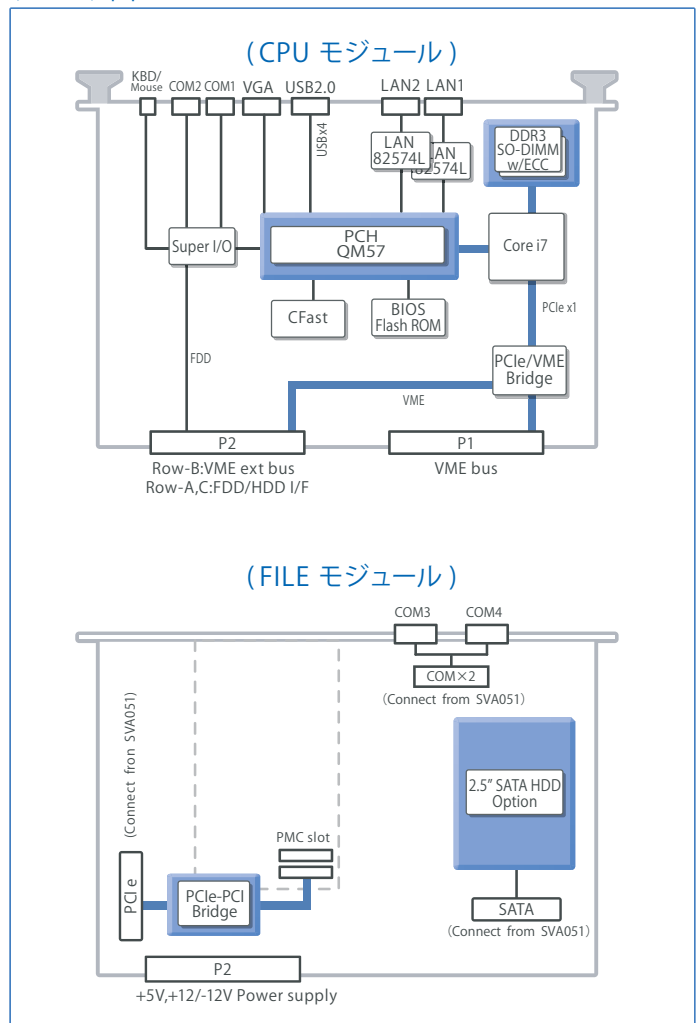 (CPU モジュール)
KBD/
Mouse
COM2
COM1
VGA
USB2.0
LAN2
LAN1
USBx4
LAN
82574L
LAN
82574L
DDR3
SO-DIMM
w/ECC
Super I/O
PCH
QM57
Core i7
CFast
BIOS
Flash ROM
PCIe x1
FDD
PCIe/VME
Bridge
VME
P2
P1
Row-B:VME ext bus
Row-A,C:FDD/HDD I/F
VME bus
(FILE モジュール)
COM3
COM4
COM×2
(Connect from SVA051)
(Connect fron SVA051)
2.5" SATA HDD
Option
PMC slot
PCI e
PCIe-PCI
Bridge
SATA
(Connect from SVA051)
P2
+5V,+12/-12V Power supply